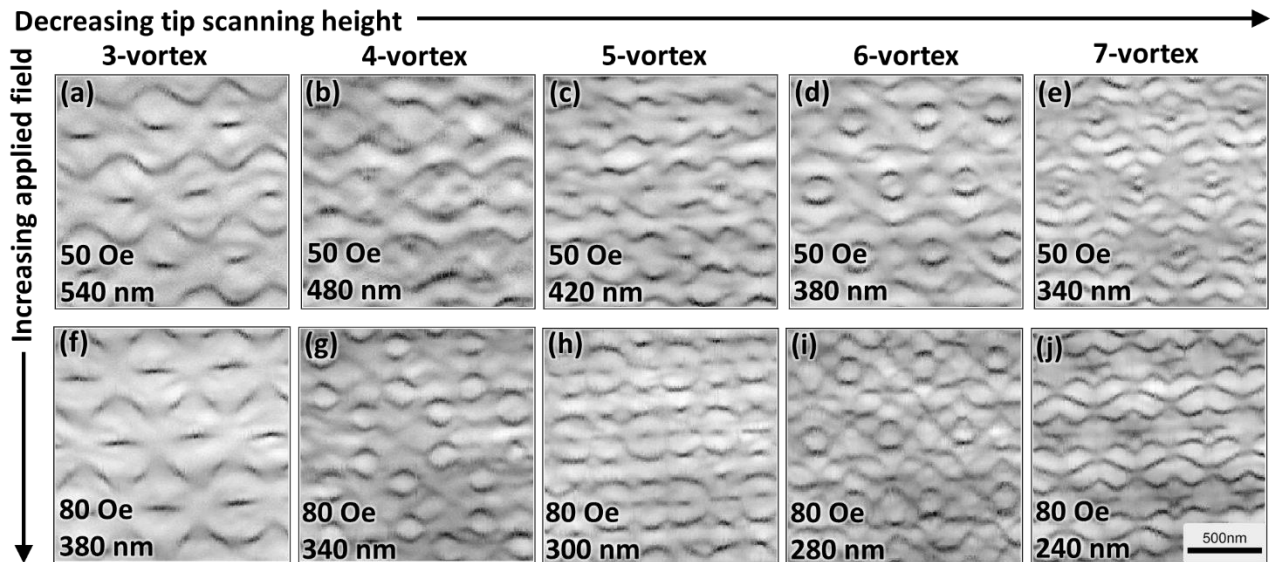 Decreasing tip scanning height
Increasing applied field
3-vortex
4-vortex
5-vortex
6-vortex
7-vortex
(a)
50 Oe
540 nm
(b)
50 Oe
480 nm
(c)
50 Oe
420 nm
(d)
50 Oe
380 nm
(e)
50 Oe
340 nm
(f)
80 Oe
380 nm
(g)
80 Oe
340 nm
(h)
80 Oe
300 nm
(i)
80 Oe
280 nm
(j)
80 Oe
240 nm
500nm